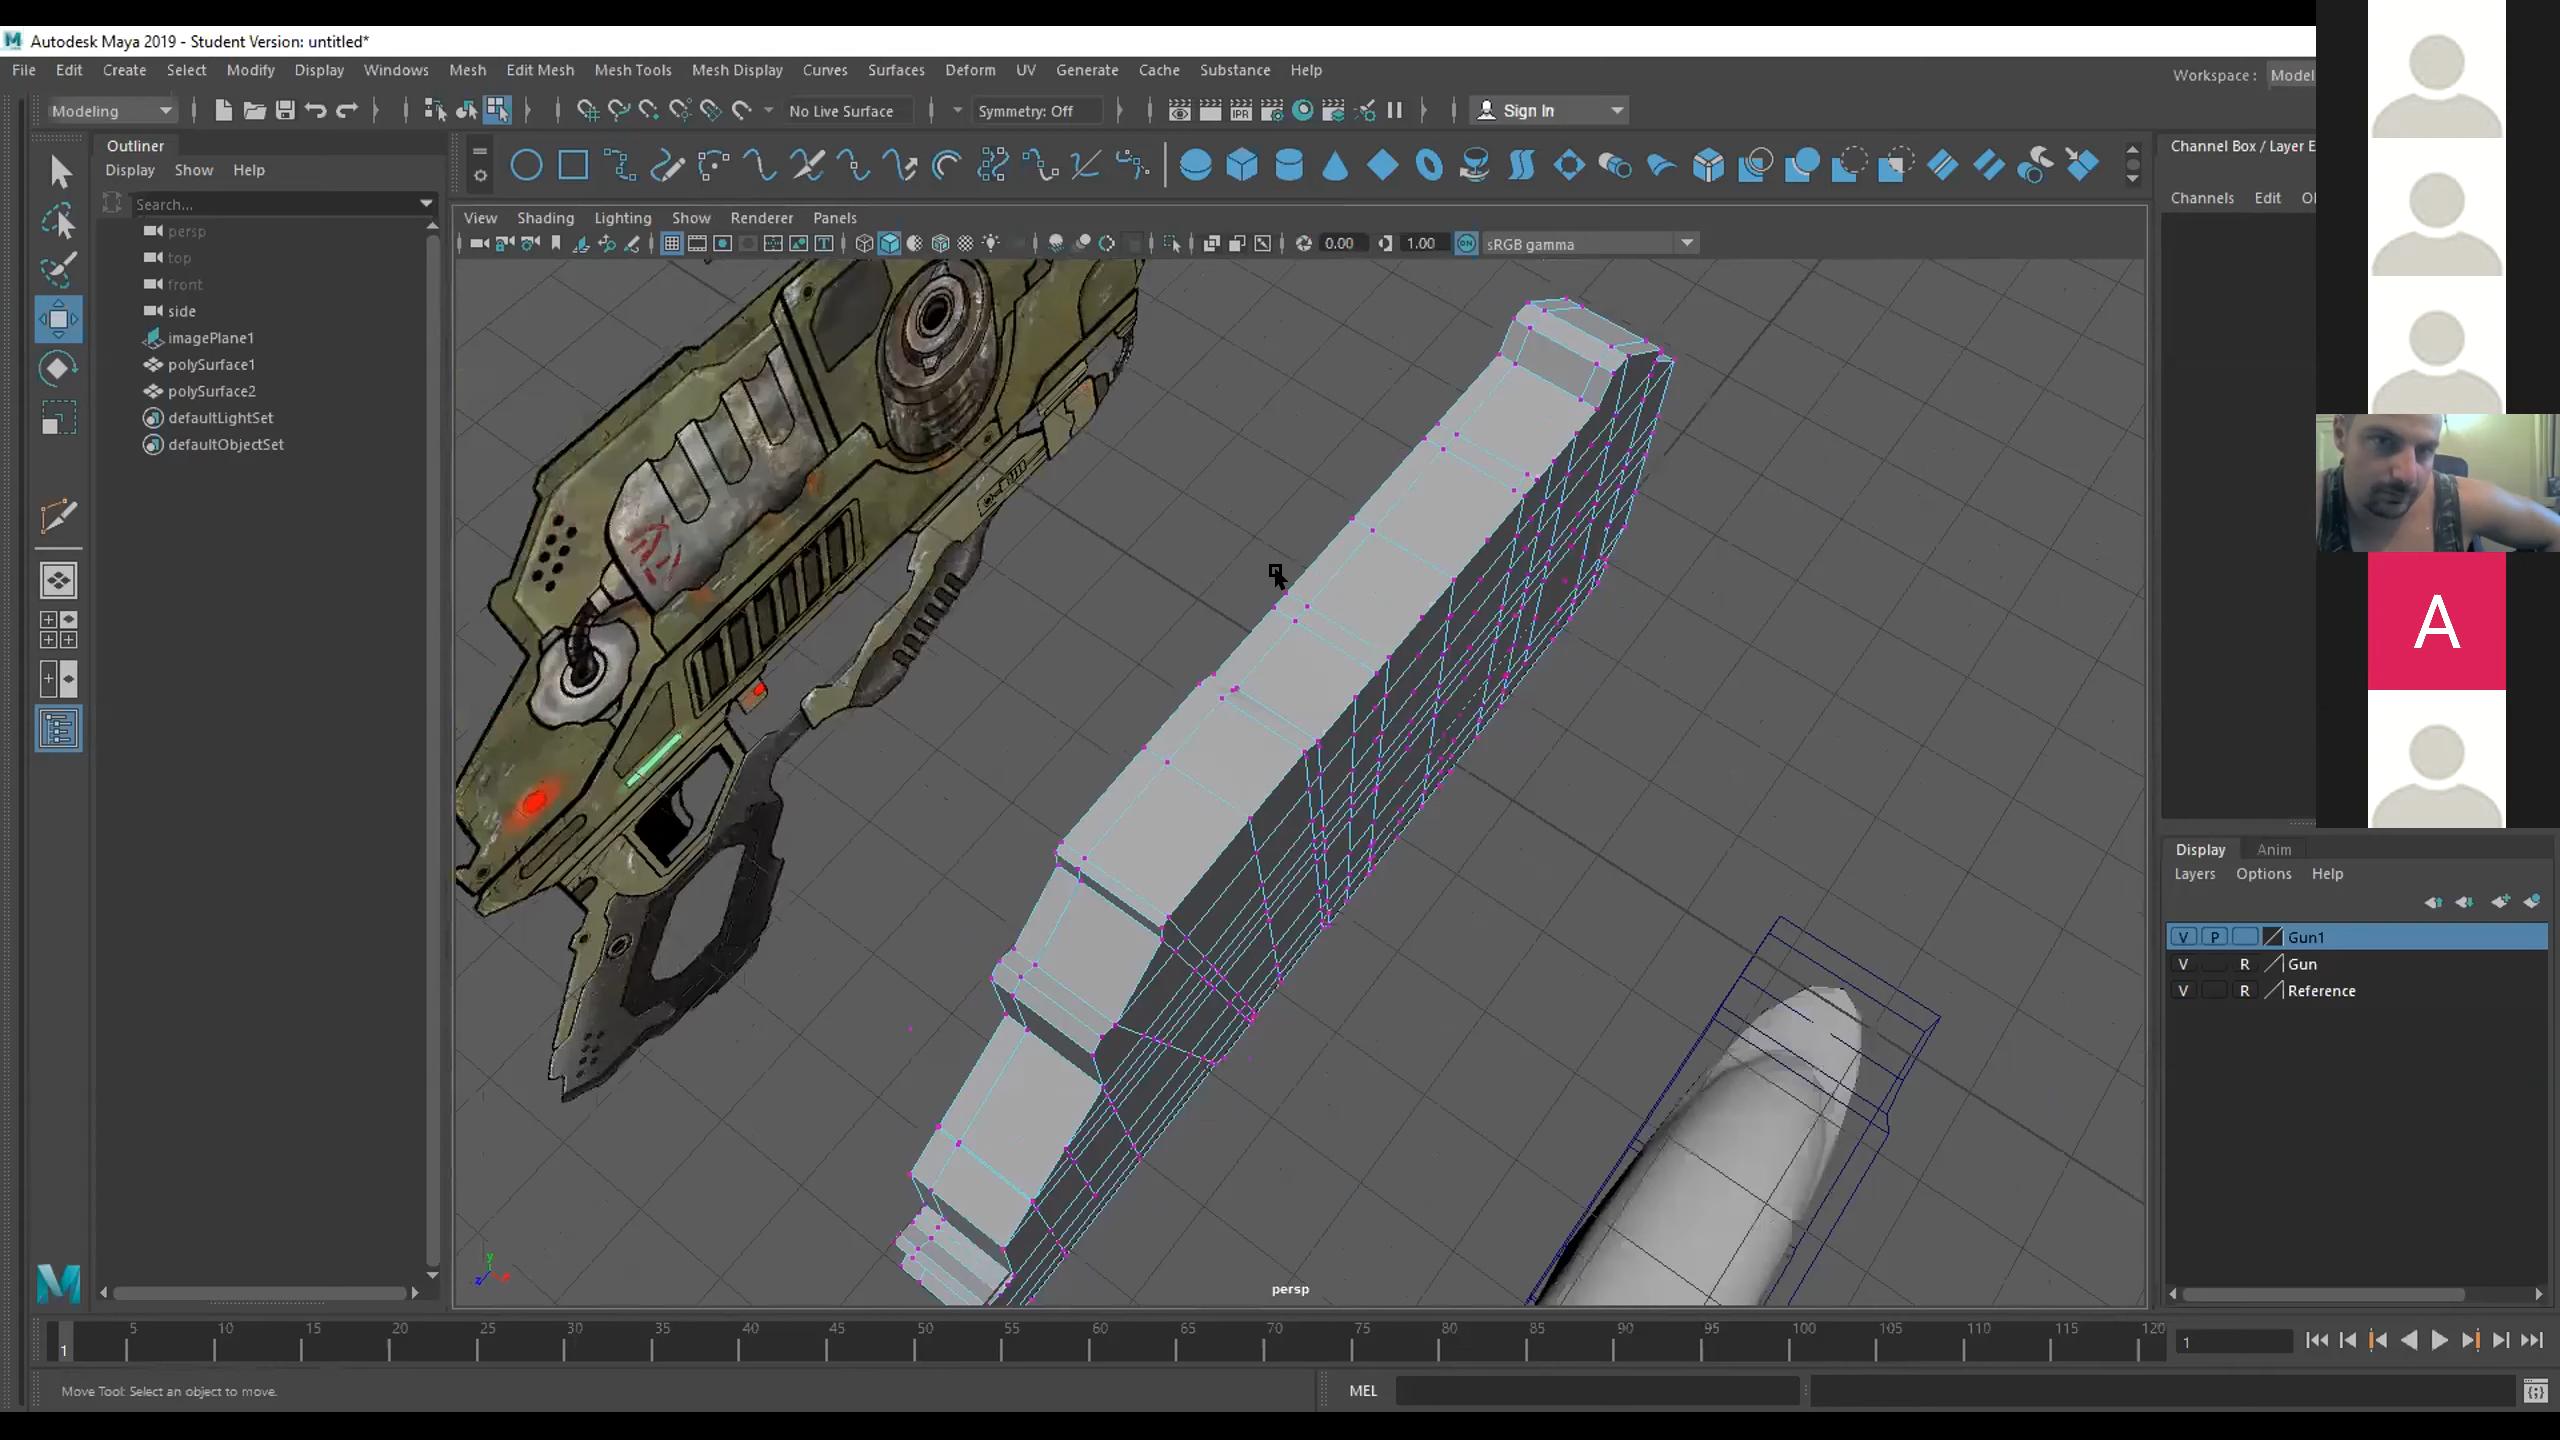 Autodesk Maya 2019 - Student Version: untitled*
File Edit Create Select Modify Display Windows Mesh Edit Mesh Mesh Tools Mesh Display Curves Surfaces Deform UV Generate Cache Substance Help
Workspace : Model
Modeling No Live Surface Symmetry: Off IPR Sign In
Outliner
Display Show Help
Search...
persp
top
front
side
imagePlane1
polySurface1
polySurface2
defaultLightSet
defaultObjectSet
View Shading Lighting Show Renderer Panels
0.00 1.00 ON sRGB gamma
persp
Channel Box / Layer E
Channels Edit O
A
Display Anim
Layers Options Help
V P Gun1
V R Gun
V R Reference
5 10 15 20 25 30 35 40 45 50 55 60 65 70 75 80 85 90 95 100 105 110 115 120
1
1
Move Tool: Select an object to move.
MEL